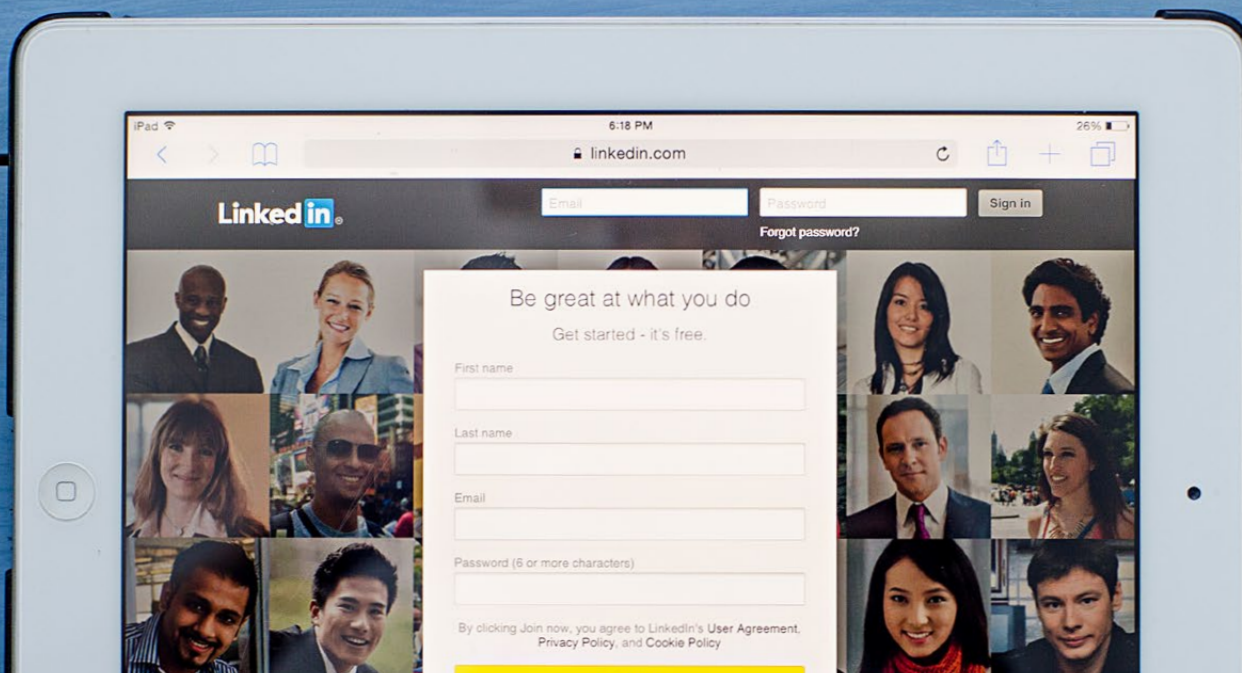 iPad 6:18 PM 26%
linkedin.com
Linked in® Email Password Sign in
Forgot password?
Be great at what you do
Get started - it's free.
First name
Last name
Email
Password (6 or more characters)
By clicking Join now, you agree to LinkedIn's User Agreement,
Privacy Policy, and Cookie Policy